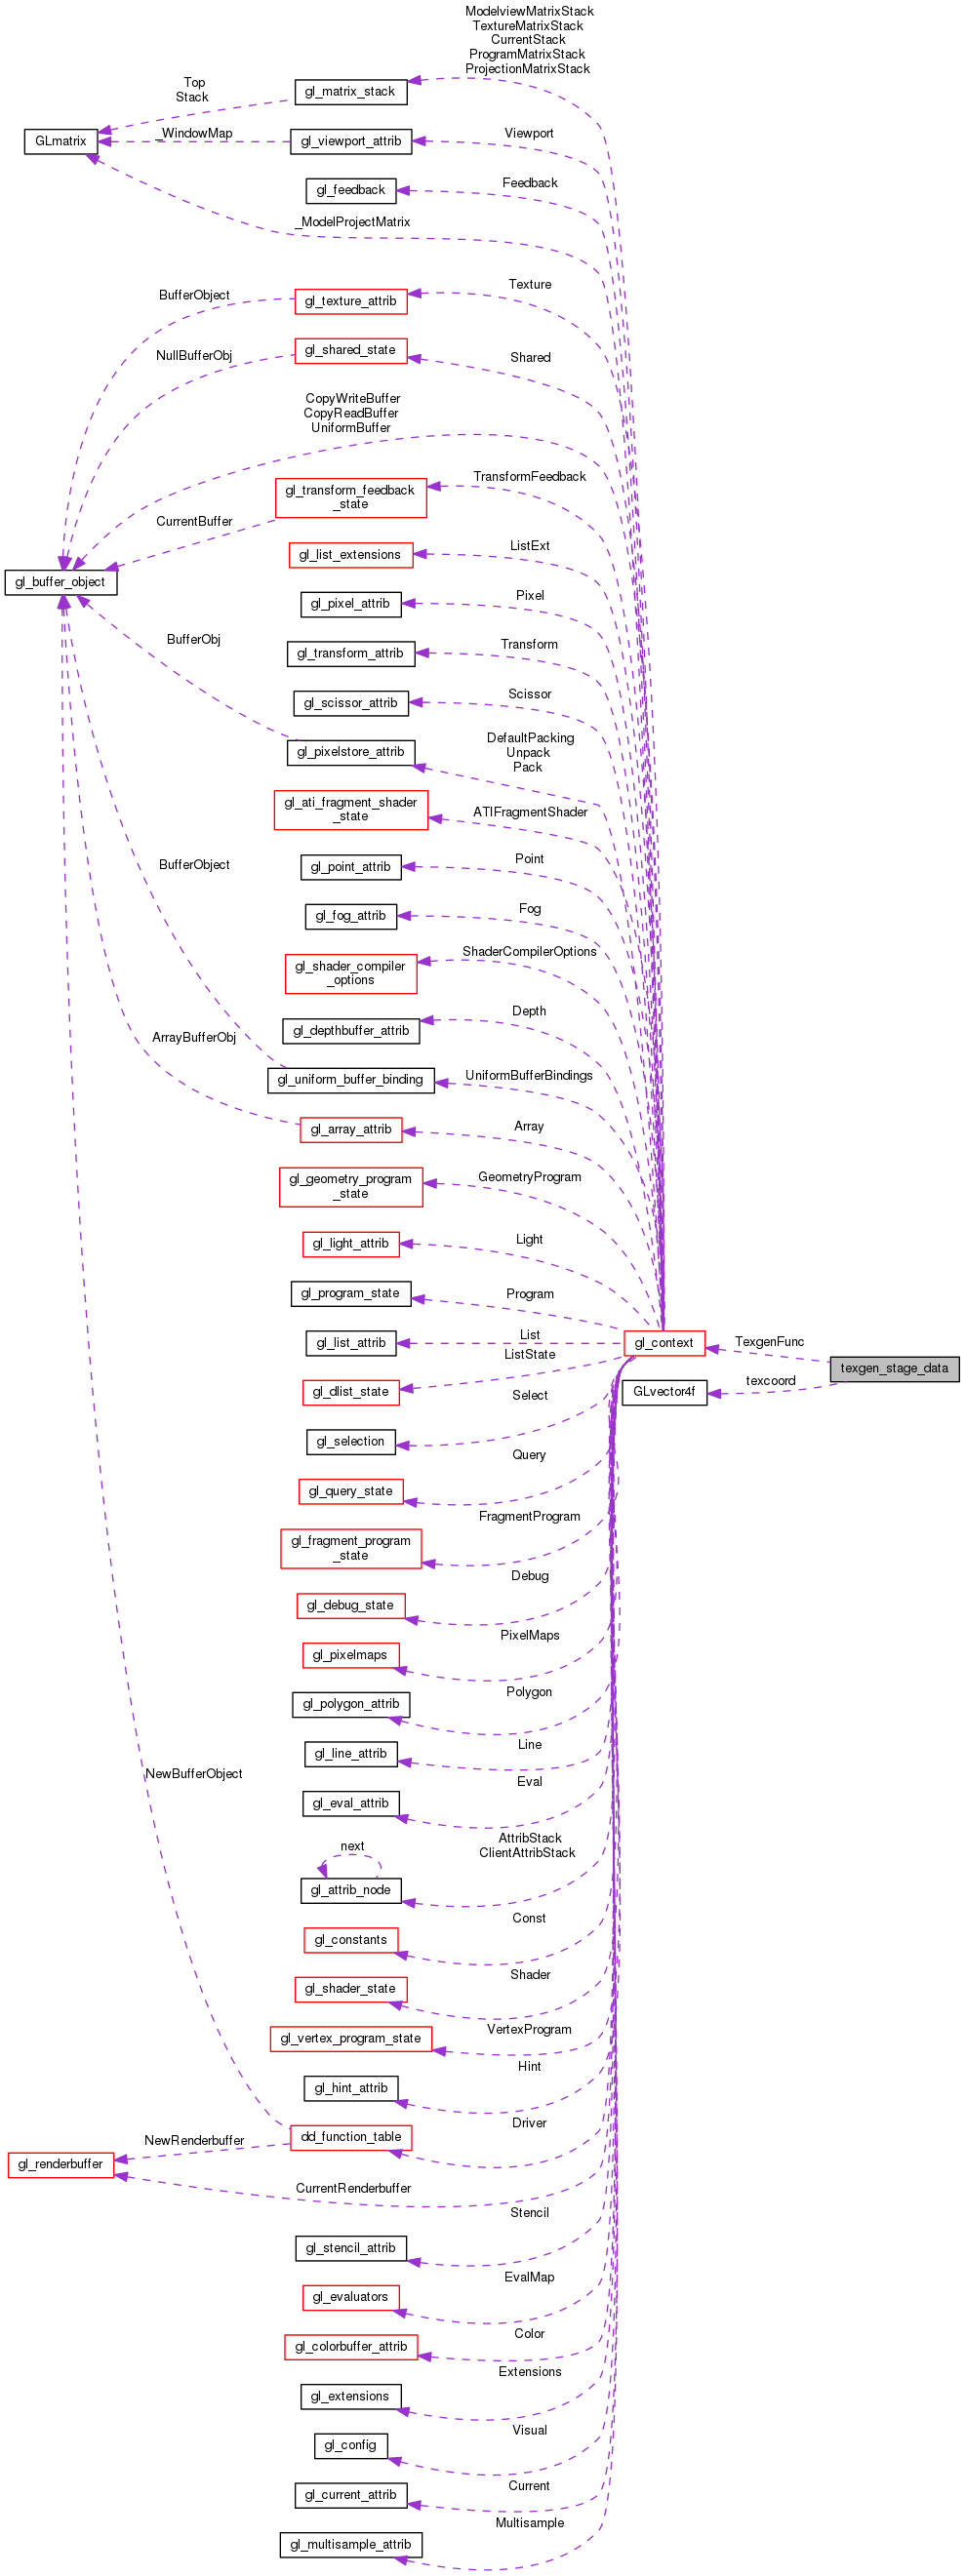 ModelviewMatrixStack
TextureMatrixStack
CurrentStack
ProgramMatrixStack
ProjectionMatrixStack
Top
Stack
gl_matrix_stack
GLmatrix
_WindowMap
gl_viewport_attrib
Viewport
gl_feedback
Feedback
_ModelProjectMatrix
BufferObject
gl_texture_attrib
Texture
NullBufferObj
gl_shared_state
Shared
CopyWriteBuffer
CopyReadBuffer
UniformBuffer
gl_transform_feedback
_state
TransformFeedback
CurrentBuffer
gl_list_extensions
ListExt
gl_buffer_object
gl_pixel_attrib
Pixel
BufferObj
gl_transform_attrib
Transform
gl_scissor_attrib
Scissor
gl_pixelstore_attrib
DefaultPacking
Unpack
Pack
gl_ati_fragment_shader
_state
ATIFragmentShader
BufferObject
gl_point_attrib
Point
gl_fog_attrib
Fog
gl_shader_compiler
_options
ShaderCompilerOptions
gl_depthbuffer_attrib
Depth
ArrayBufferObj
gl_uniform_buffer_binding
UniformBufferBindings
gl_array_attrib
Array
gl_geometry_program
_state
GeometryProgram
gl_light_attrib
Light
gl_program_state
Program
gl_list_attrib
List
gl_context
TexgenFunc
texgen_stage_data
gl_dlist_state
ListState
GLvector4f
texcoord
gl_selection
Select
gl_query_state
Query
gl_fragment_program
_state
FragmentProgram
gl_debug_state
Debug
gl_pixelmaps
PixelMaps
gl_polygon_attrib
Polygon
gl_line_attrib
Line
NewBufferObject
gl_eval_attrib
Eval
next
gl_attrib_node
AttribStack
ClientAttribStack
gl_constants
Const
gl_shader_state
Shader
gl_vertex_program_state
VertexProgram
gl_hint_attrib
Hint
dd_function_table
Driver
NewRenderbuffer
gl_renderbuffer
CurrentRenderbuffer
gl_stencil_attrib
Stencil
gl_evaluators
EvalMap
gl_colorbuffer_attrib
Color
gl_extensions
Extensions
gl_config
Visual
gl_current_attrib
Current
gl_multisample_attrib
Multisample